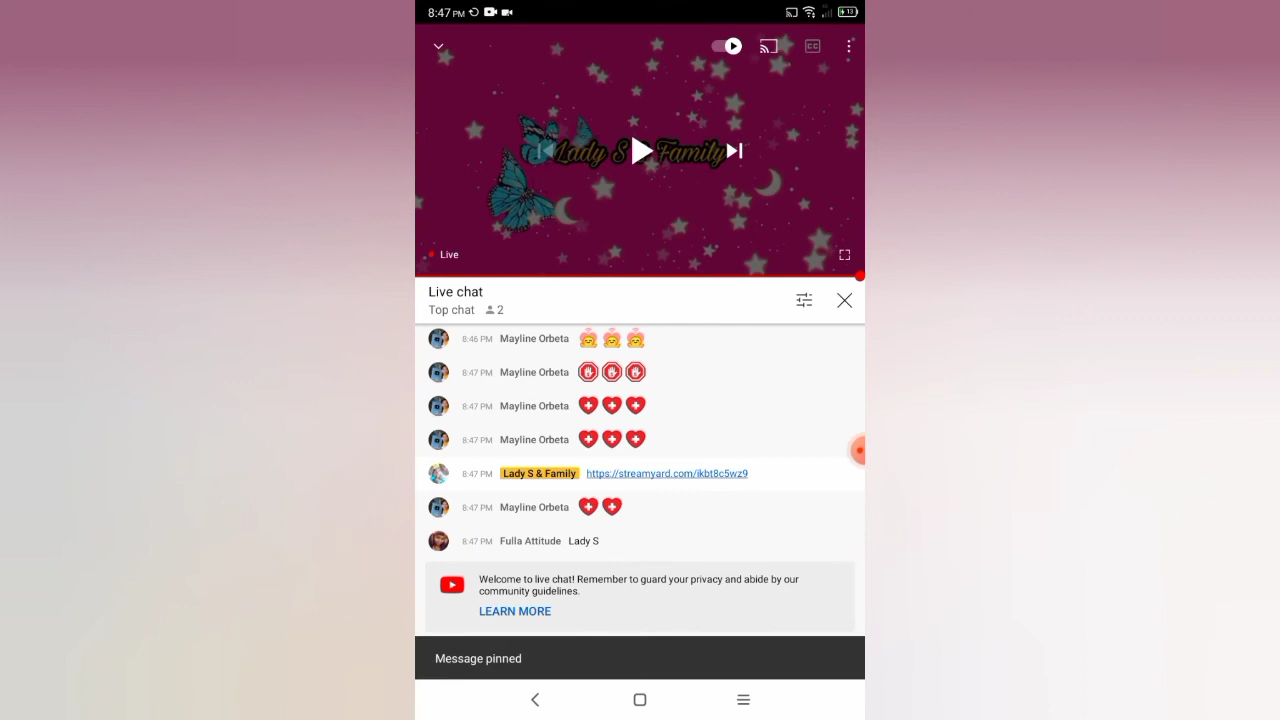 8:47 PM
13
CC
Lady S & Family
Live
Live chat
Top chat 2
8:46 PM Mayline Orbeta
8:47 PM Mayline Orbeta
8:47 PM Mayline Orbeta
8:47 PM Mayline Orbeta
8:47 PM Lady S & Family https://streamyard.com/ikbt8c5wz9
8:47 PM Mayline Orbeta
8:47 PM Fulla Attitude Lady S
Welcome to live chat! Remember to guard your privacy and abide by our
community guidelines.
LEARN MORE
Message pinned